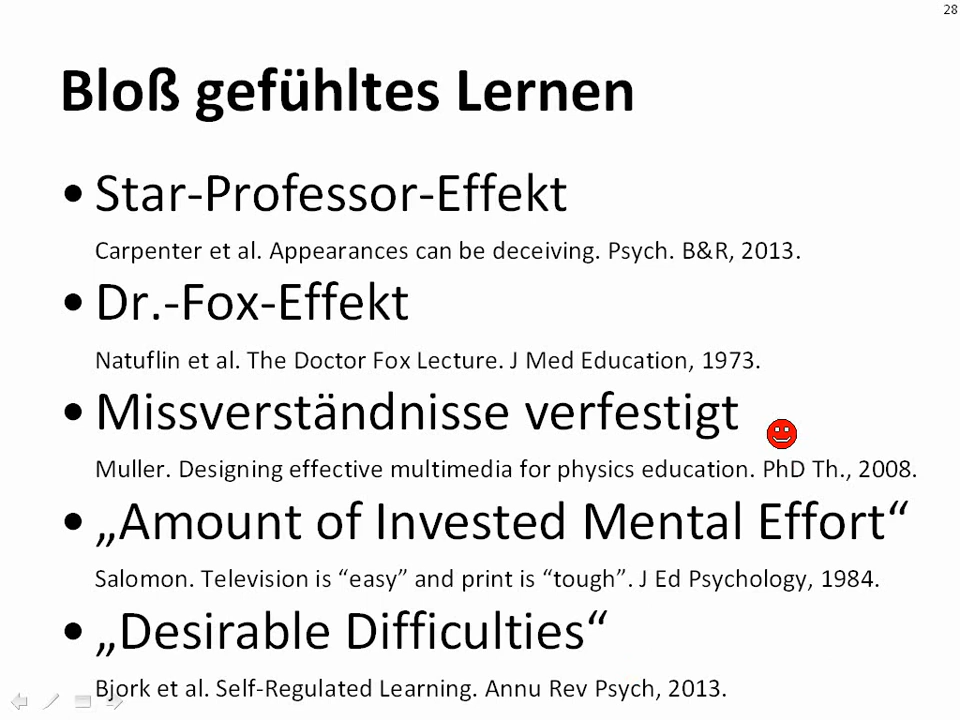 28
Bloß gefühltes Lernen
• Star-Professor-Effekt
Carpenter et al. Appearances can be deceiving. Psych. B&R, 2013.
• Dr.-Fox-Effekt
Natuflin et al. The Doctor Fox Lecture. J Med Education, 1973.
• Missverständnisse verfestigt
Muller. Designing effective multimedia for physics education. PhD Th., 2008.
• „Amount of Invested Mental Effort“
Salomon. Television is “easy” and print is “tough”. J Ed Psychology, 1984.
• „Desirable Difficulties“
Bjork et al. Self-Regulated Learning. Annu Rev Psych, 2013.